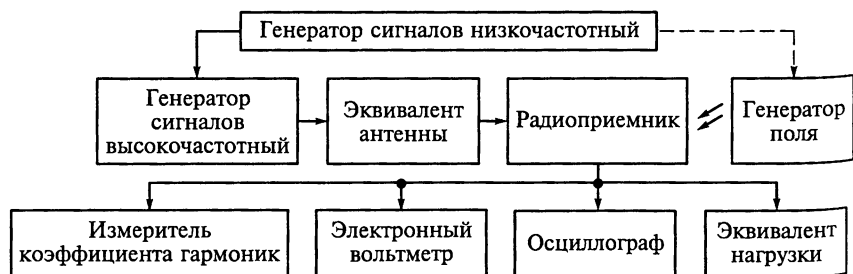 Генератор сигналов низкочастотный
Генератор
сигналов
высокочастотный
Эквивалент
антенны
Радиоприемник
Генератор
поля
Измеритель
коэффициента гармоник
Электронный
вольтметр
Осциллограф
Эквивалент
нагрузки